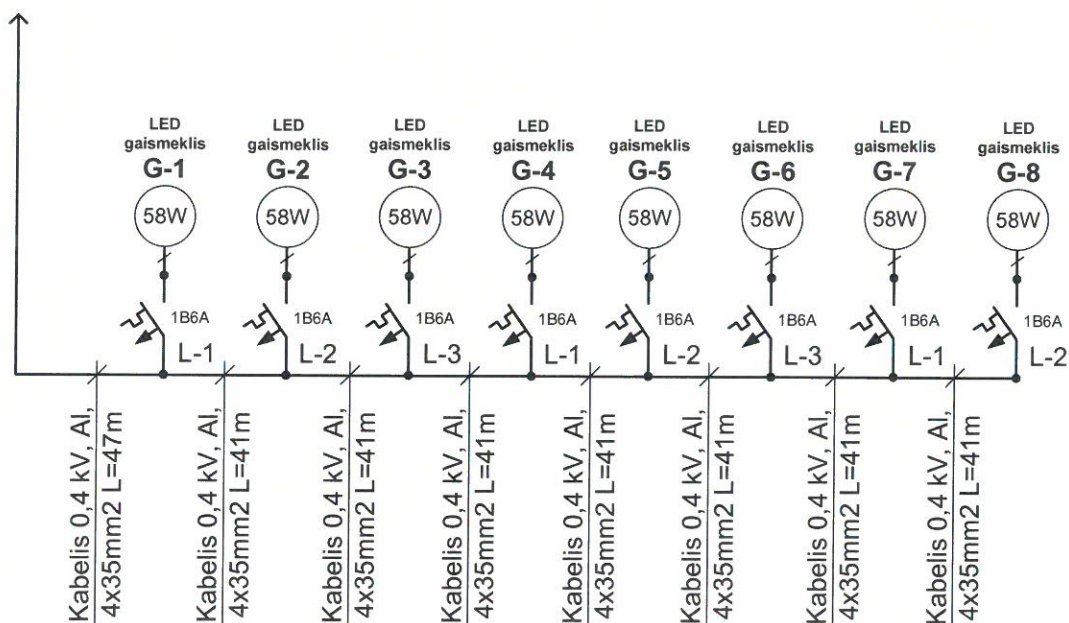 LED
gaismeklis
G-1
58W
1B6A
L-1
LED
gaismeklis
G-2
58W
1B6A
L-2
LED
gaismeklis
G-3
58W
1B6A
L-3
LED
gaismeklis
G-4
58W
1B6A
L-1
LED
gaismeklis
G-5
58W
1B6A
L-2
LED
gaismeklis
G-6
58W
1B6A
L-3
LED
gaismeklis
G-7
58W
1B6A
L-1
LED
gaismeklis
G-8
58W
1B6A
L-2
Kabelis 0,4 kV, Al,
4x35mm2 L=47m
Kabelis 0,4 kV, Al,
4x35mm2 L=41m
Kabelis 0,4 kV, Al,
4x35mm2 L=41m
Kabelis 0,4 kV, Al,
4x35mm2 L=41m
Kabelis 0,4 kV, Al,
4x35mm2 L=41m
Kabelis 0,4 kV, Al,
4x35mm2 L=41m
Kabelis 0,4 kV, Al,
4x35mm2 L=41m
Kabelis 0,4 kV, Al,
4x35mm2 L=41m